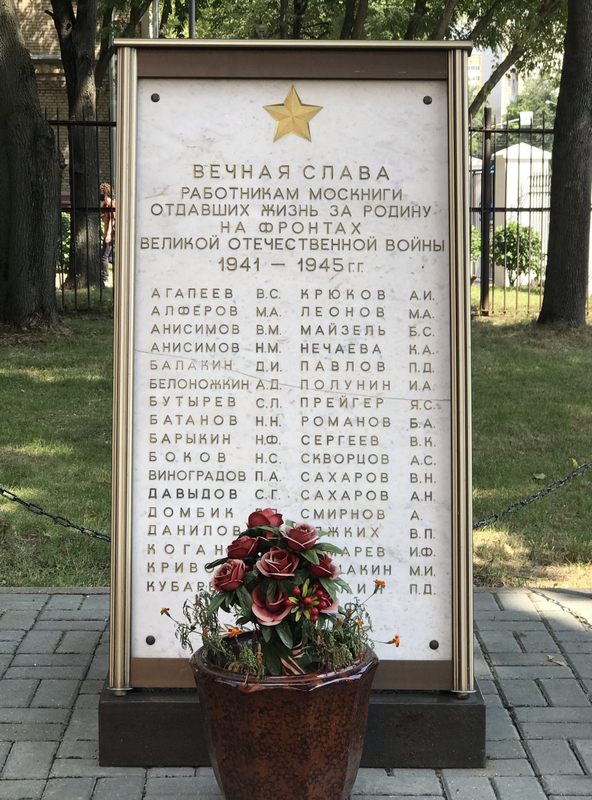 ВЕЧНАЯ СЛАВА
РАБОТНИКАМ МОСКНИГИ
ОТДАВШИХ ЖИЗНЬ ЗА РОДИНУ
НА ФРОНТАХ
ВЕЛИКОЙ ОТЕЧЕСТВЕННОЙ ВОЙНЫ
1941 — 1945 ГГ.
АГАПЕЕВ В.С.
АЛФЁРОВ М.А.
АНИСИМОВ В.М.
АНИСИМОВ Н.М.
БАЛАКИН Д.И.
БЕЛОНОЖКИН А.Д.
БУТЫРЕВ С.П.
БАТАНОВ Н.Н.
БАРЫКИН Н.Ф.
БОКОВ Н.С.
ВИНОГРАДОВ П.А.
ДАВЫДОВ С.Г.
ДОМБИК
ДАНИЛОВ
КРЮКОВ А.И.
ЛЕОНОВ М.А.
МАЙЗЕЛЬ Б.С.
НЕЧАЕВА К.А.
ПАВЛОВ П.Д.
ПОЛУНИН И.А.
ПРЕЙГЕР Я.С.
РОМАНОВ Б.А.
СЕРГЕЕВ В.К.
СКВОРЦОВ А.С.
САХАРОВ В.Н.
САХАРОВ А.Н.
СМИРНОВ А.
В.П.
И.Ф.
М.И.
П.Д.